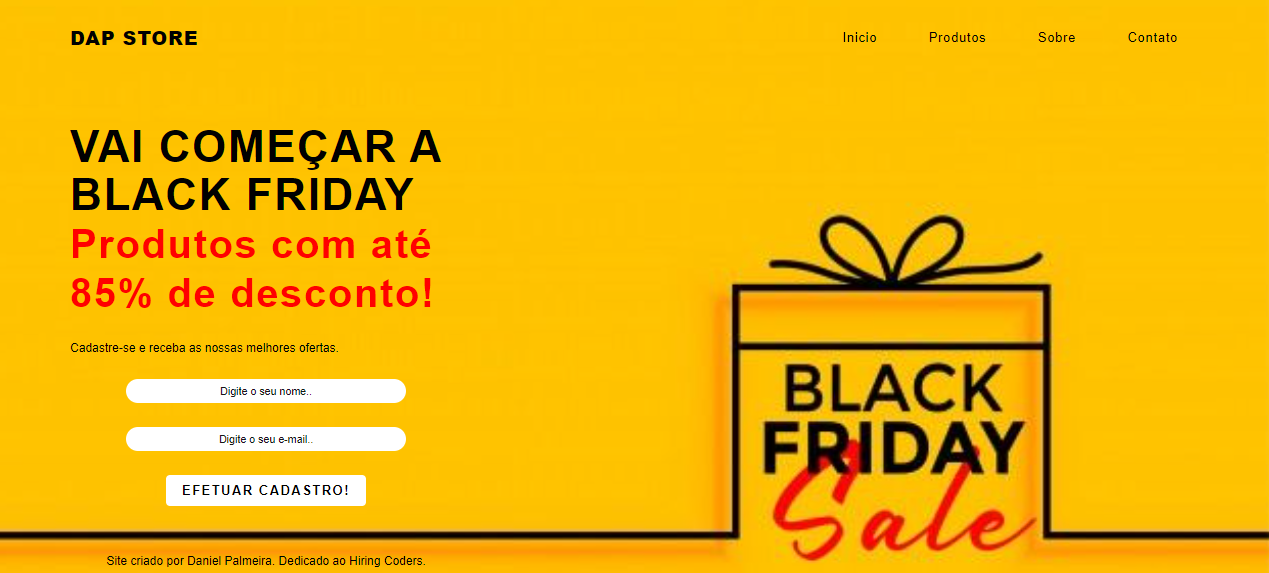 DAP STORE
Inicio Produtos Sobre Contato
VAI COMEÇAR A
BLACK FRIDAY
Produtos com até
85% de desconto!
Cadastre-se e receba as nossas melhores ofertas.
Digite o seu nome..
Digite o seu e-mail..
EFETUAR CADASTRO!
Site criado por Daniel Palmeira. Dedicado ao Hiring Coders.
BLACK
FRIDAY
Sale